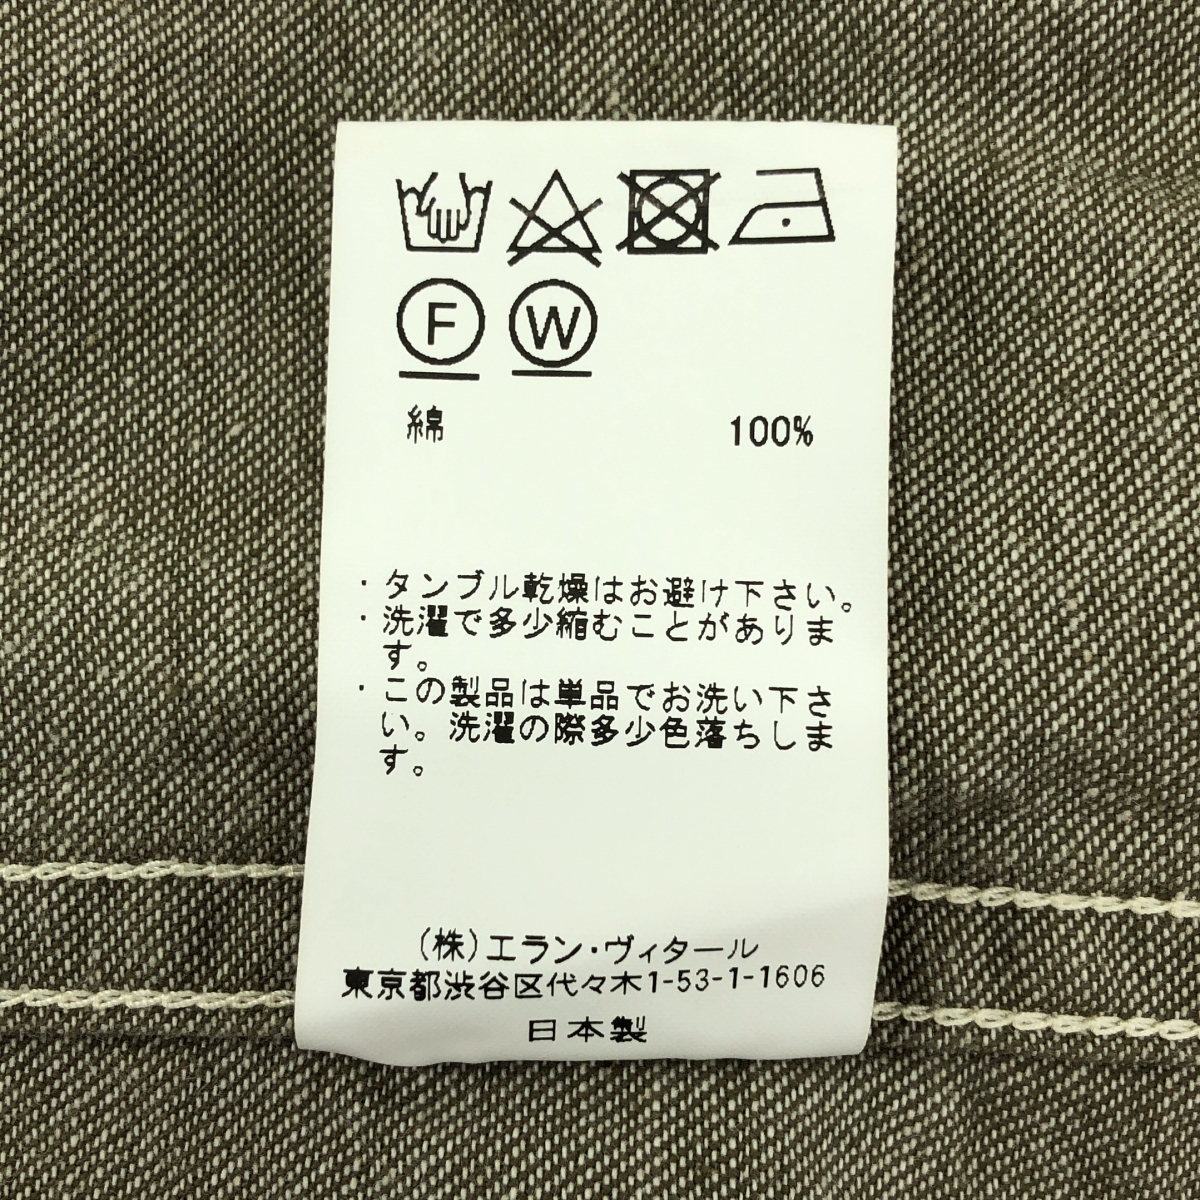 F W
綿 100%
・タンブル乾燥はお避け下さい。
・洗濯で多少縮むことがありま
す。
・この製品は単品でお洗い下さ
い。洗濯の際多少色落ちしま
す。
(株)エラン・ヴィタール
東京都渋谷区代々木1-53-1-1606
日本製